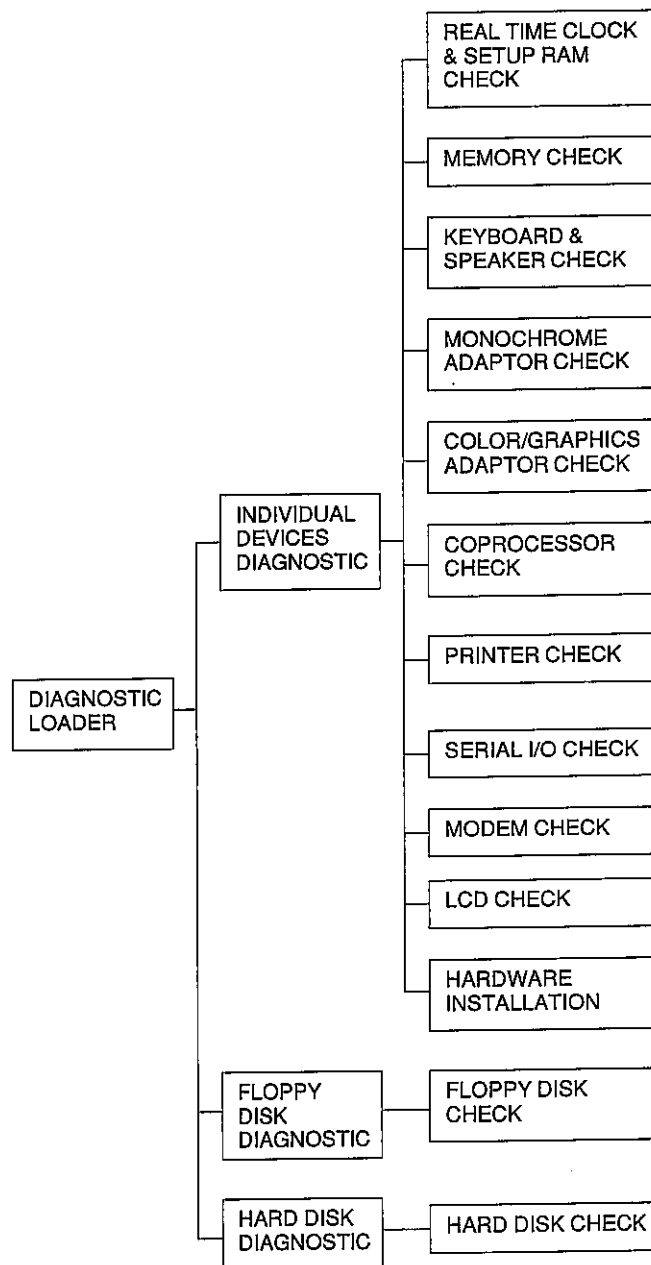 REAL TIME CLOCK
& SETUP RAM
CHECK
MEMORY CHECK
KEYBOARD &
SPEAKER CHECK
MONOCHROME
ADAPTOR CHECK
COLOR/GRAPHICS
ADAPTOR CHECK
INDIVIDUAL
DEVICES
DIAGNOSTIC
COPROCESSOR
CHECK
PRINTER CHECK
DIAGNOSTIC
LOADER
SERIAL I/O CHECK
MODEM CHECK
LCD CHECK
HARDWARE
INSTALLATION
FLOPPY
DISK
DIAGNOSTIC
FLOPPY DISK
CHECK
HARD DISK
DIAGNOSTIC
HARD DISK CHECK